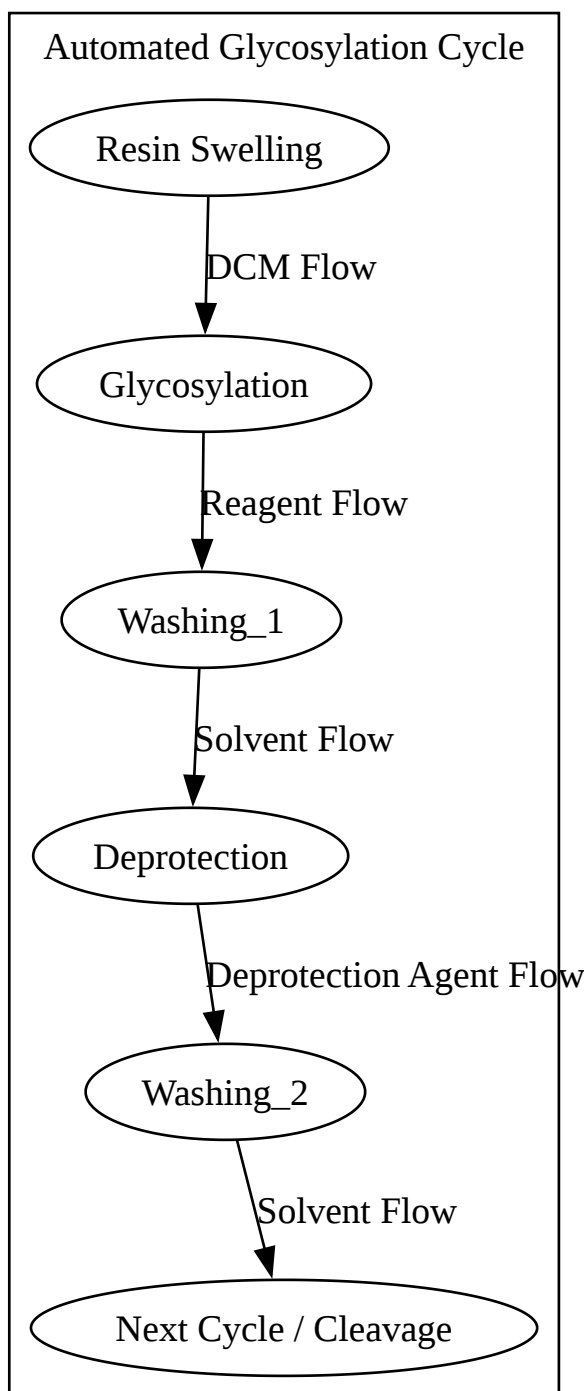 Automated Glycosylation Cycle
Resin Swelling
DCM Flow
Glycosylation
Reagent Flow
Washing_1
Solvent Flow
Deprotection
Deprotection Agent Flow
Washing_2
Solvent Flow
Next Cycle / Cleavage